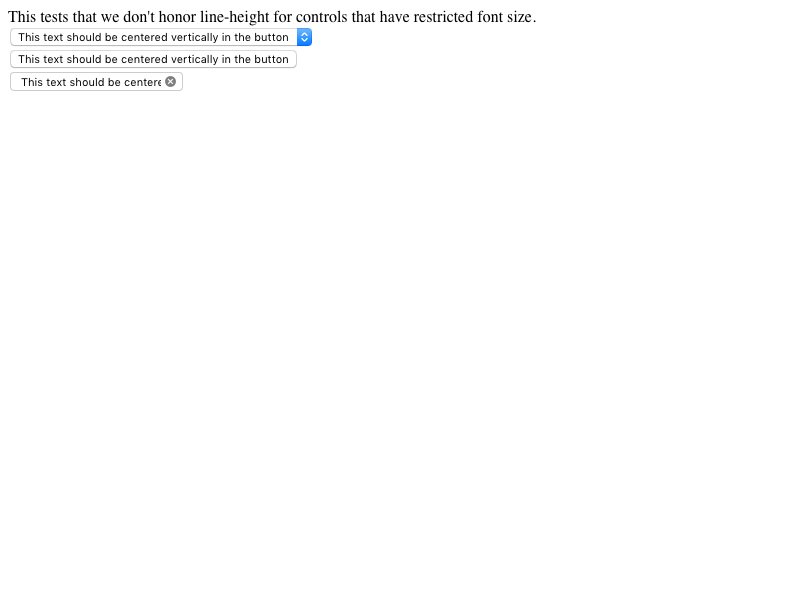 This tests that we don't honor line-height for controls that have restricted font size.
This text should be centered vertically in the button
This text should be centered vertically in the button
This text should be centere